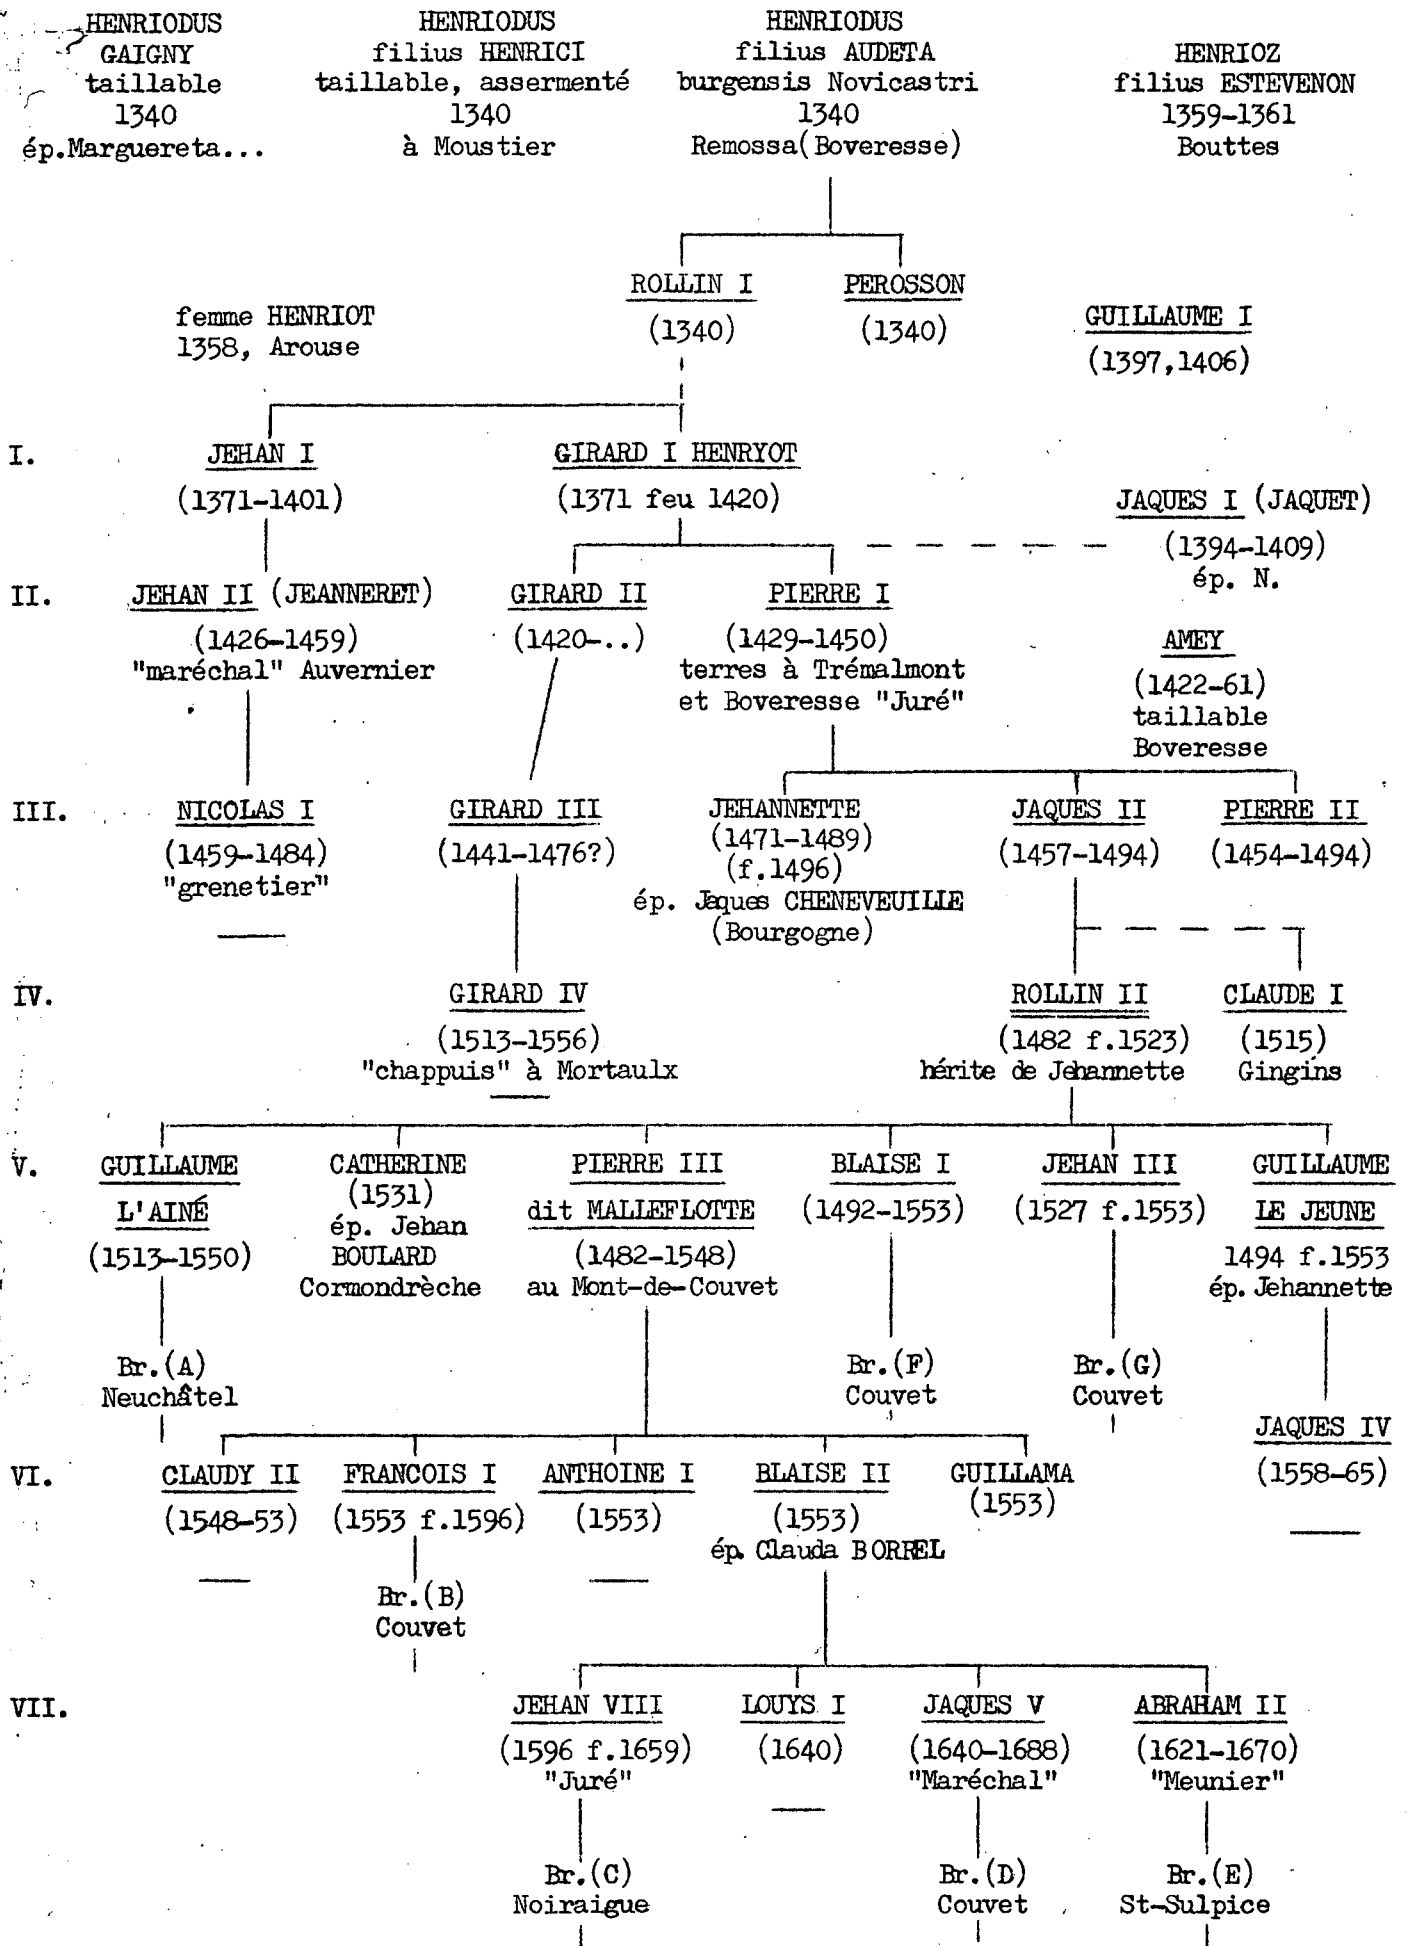 HENRIODUS
GAIGNY
taillable
1340
ép.Marguereta...
HENRIODUS
filius HENRICI
taillable, assermenté
1340
à Moustier
HENRIODUS
filius AUDETA
burgensis Novicastri
1340
Remossa(Boveresse)
HENRIOZ
filius ESTEVENON
1359-1361
Bouttes
ROLLIN I
(1340)
PEROSSON
(1340)
femme HENRIOT
1358, Arouse
GUILLAUME I
(1397,1406)
I.
JEHAN I
(1371-1401)
GIRARD I HENRYOT
(1371 feu 1420)
JAQUES I (JAQUET)
(1394-1409)
ép. N.
II.
JEHAN II (JEANNERET)
(1426-1459)
"maréchal" Auvernier
GIRARD II
(1420-..)
PIERRE I
(1429-1450)
terres à Trémalmont
et Boveresse "Juré"
AMEY
(1422-61)
taillable
Boveresse
III.
NICOLAS I
(1459-1484)
"grenetier"
GIRARD III
(1441-1476?)
JEHANNETTE
(1471-1489)
(f.1496)
ép. Jaques CHENEVEUILLE
(Bourgogne)
JAQUES II
(1457-1494)
PIERRE II
(1454-1494)
IV.
GIRARD IV
(1513-1556)
"chappuis" à Mortaulx
ROLLIN II
(1482 f.1523)
hérite de Jehannette
CLAUDE I
(1515)
Gingins
V.
GUILLAUME
L'AINÉ
(1513-1550)
Br.(A)
Neuchâtel
CATHERINE
(1531)
ép. Jehan
BOULARD
Cormondrèche
PIERRE III
dit MALLEFLOTTE
(1482-1548)
au Mont-de-Couvet
BLAISE I
(1492-1553)
Br.(F)
Couvet
JEHAN III
(1527 f.1553)
Br.(G)
Couvet
GUILLAUME
LE JEUNE
1494 f.1553
ép.Jehannette
JAQUES IV
(1558-65)
VI.
CLAUDY II
(1548-53)
FRANCOIS I
(1553 f.1596)
Br.(B)
Couvet
ANTHOINE I
(1553)
BLAISE II
(1553)
ép. Clauda BORREL
GUILLAMA
(1553)
VII.
JEHAN VIII
(1596 f.1659)
"Juré"
Br.(C)
Noiraigue
LOUYS I
(1640)
JAQUES V
(1640-1688)
"Maréchal"
Br.(D)
Couvet
ABRAHAM II
(1621-1670)
"Meunier"
Br.(E)
St-Sulpice